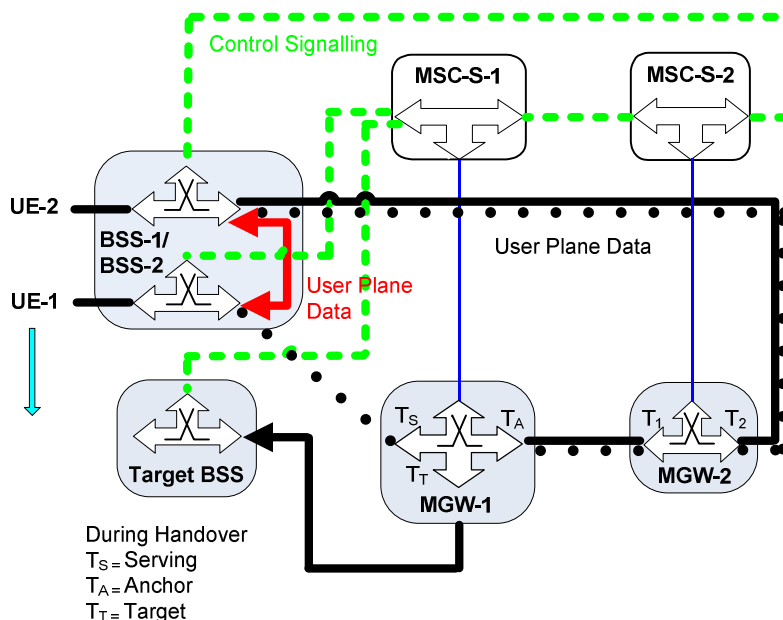 Control Signalling
MSC-S-1
MSC-S-2
UE-2
BSS-1/
BSS-2
User Plane Data
UE-1
User Plane
Data
TS
TA
TT
MGW-1
T1
T2
MGW-2
Target BSS
During Handover
TS= Serving
TA= Anchor
TT= Target